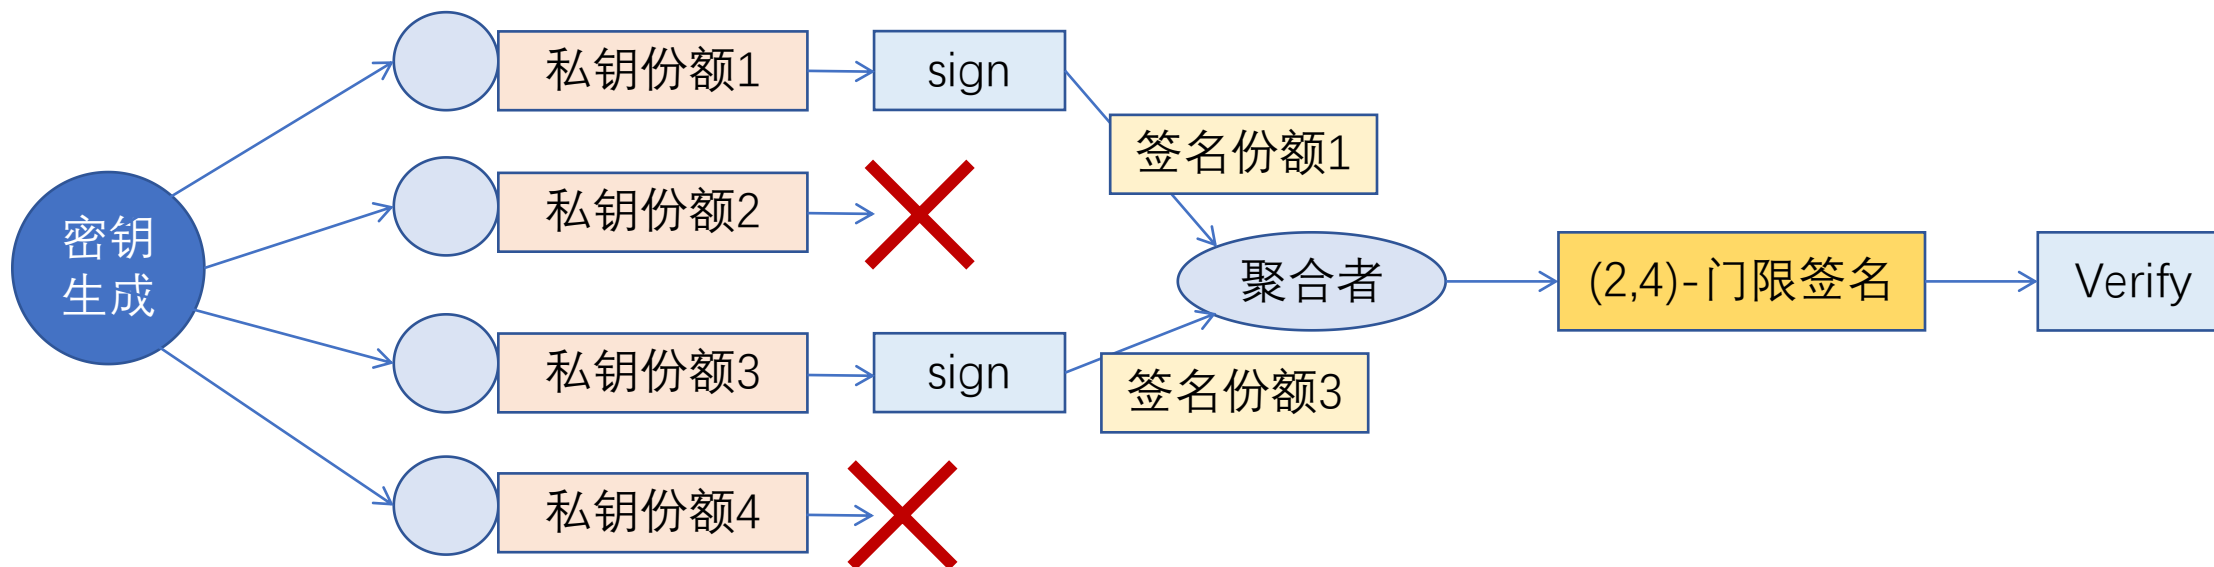 密钥
生成
私钥份额1
sign
签名份额1
私钥份额2
聚合者
(2,4)-门限签名
Verify
私钥份额3
sign
签名份额3
私钥份额4